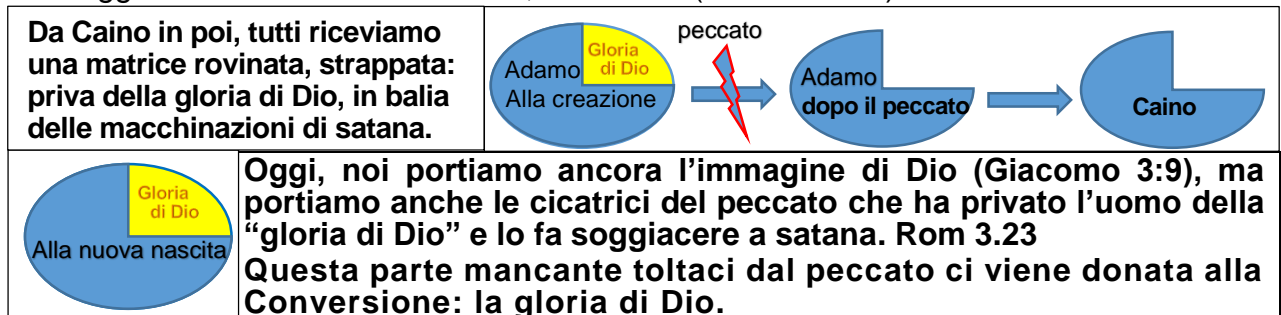 Da Caino in poi, tutti riceviamo
una matrice rovinata, strappata:
priva della gloria di Dio, in balia
delle macchinazioni di satana.
peccato
Gloria
di Dio
Adamo
Alla creazione
Adamo
dopo il peccato
Caino
Gloria
di Dio
Alla nuova nascita
Oggi, noi portiamo ancora l’immagine di Dio (Giacomo 3:9), ma
portiamo anche le cicatrici del peccato che ha privato l’uomo della
“gloria di Dio” e lo fa soggiacere a satana. Rom 3.23
Questa parte mancante toltaci dal peccato ci viene donata alla
Conversione: la gloria di Dio.